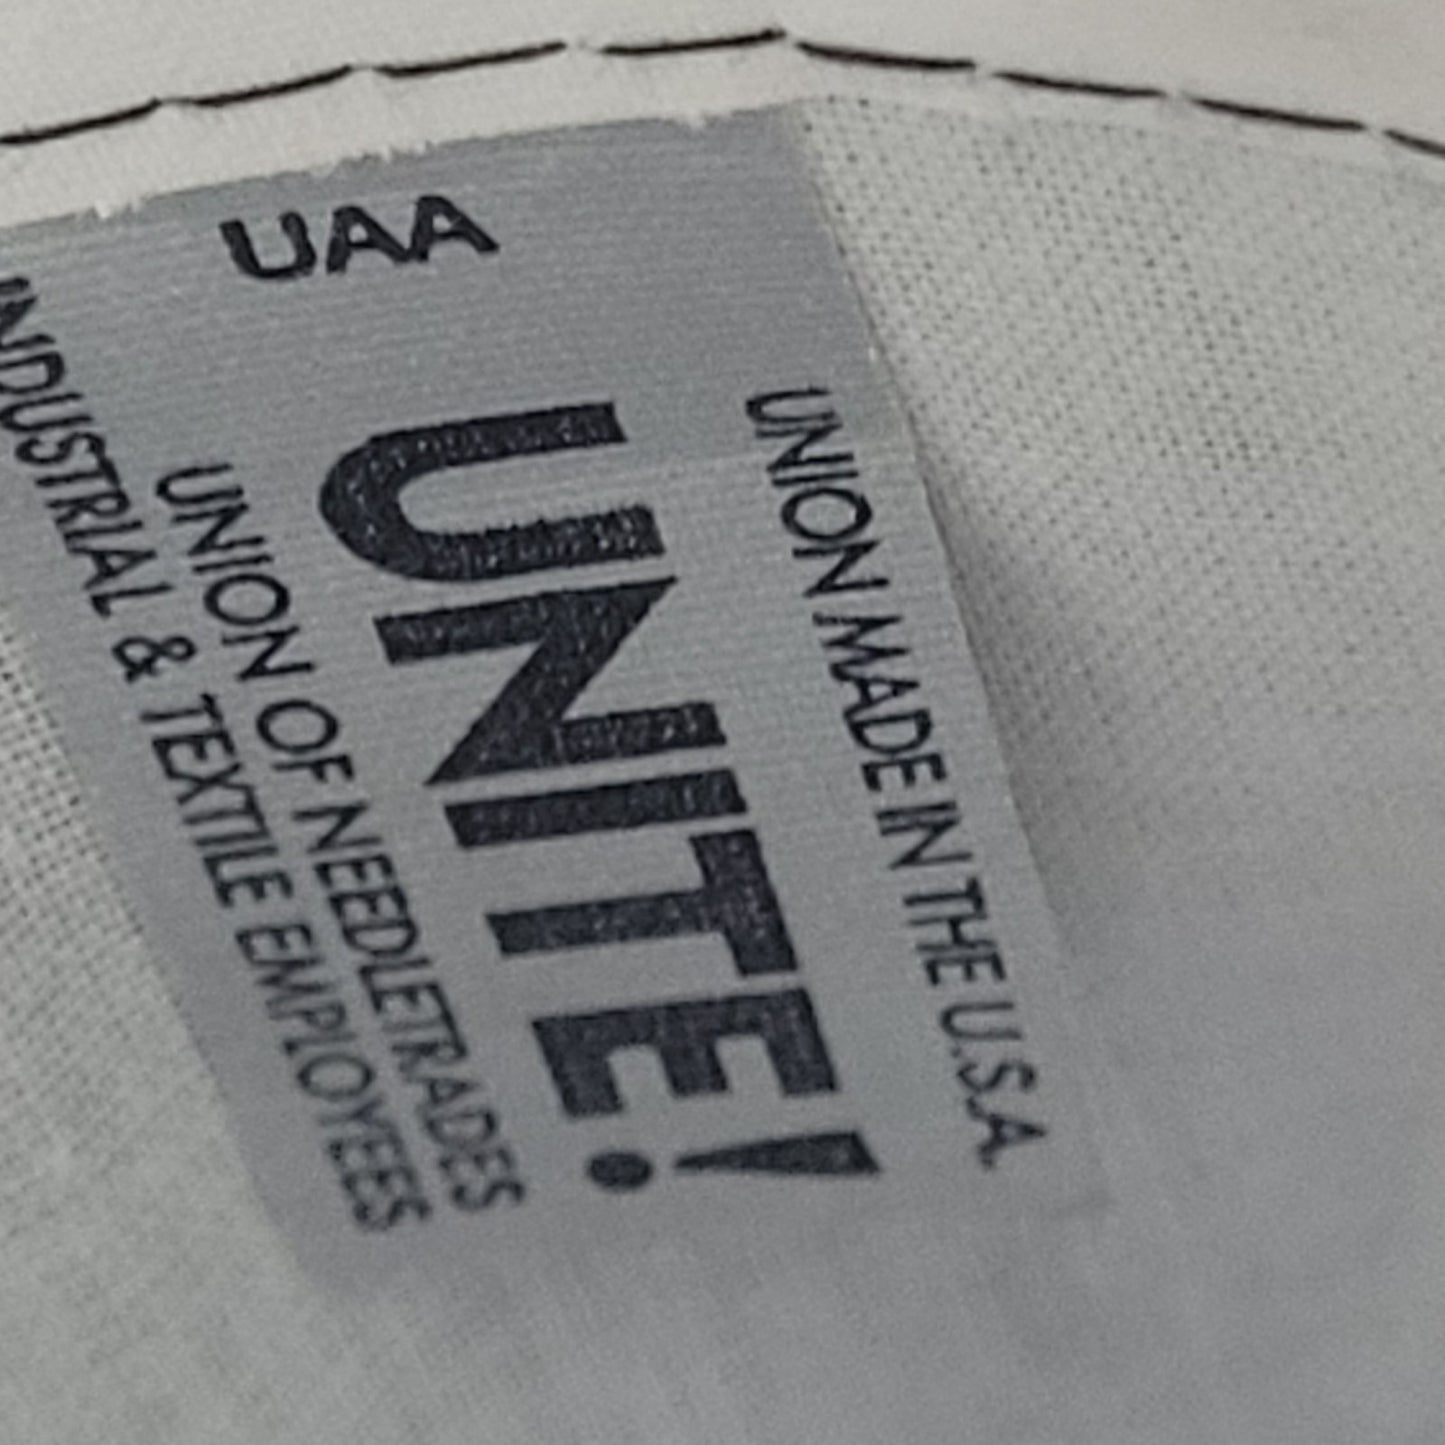 UAA
UNION MADE IN THE U.S.A.
UNITE!
UNION OF NEEDLETRADES
INDUSTRIAL & TEXTILE EMPLOYEES